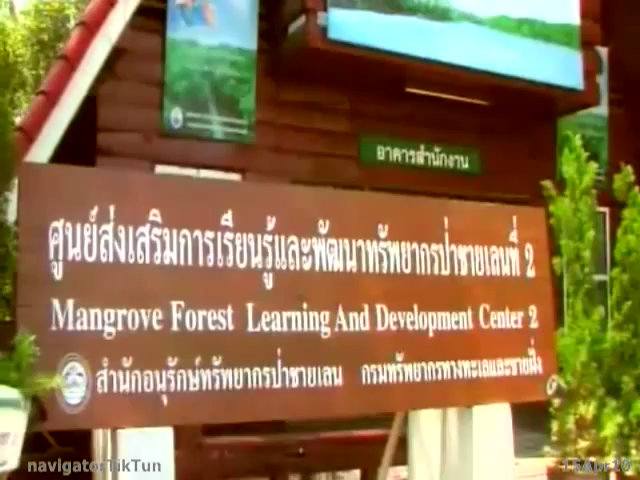 อาคารสำนักงาน
ศูนย์ส่งเสริมการเรียนรู้และพัฒนาทรัพยากรป่าชายเลนที่ 2
Mangrove Forest Learning And Development Center 2
สำนักอนุรักษ์ทรัพยากรป่าชายเลน กรมทรัพยากรทางทะเลและชายฝั่ง
navigatorTikTun